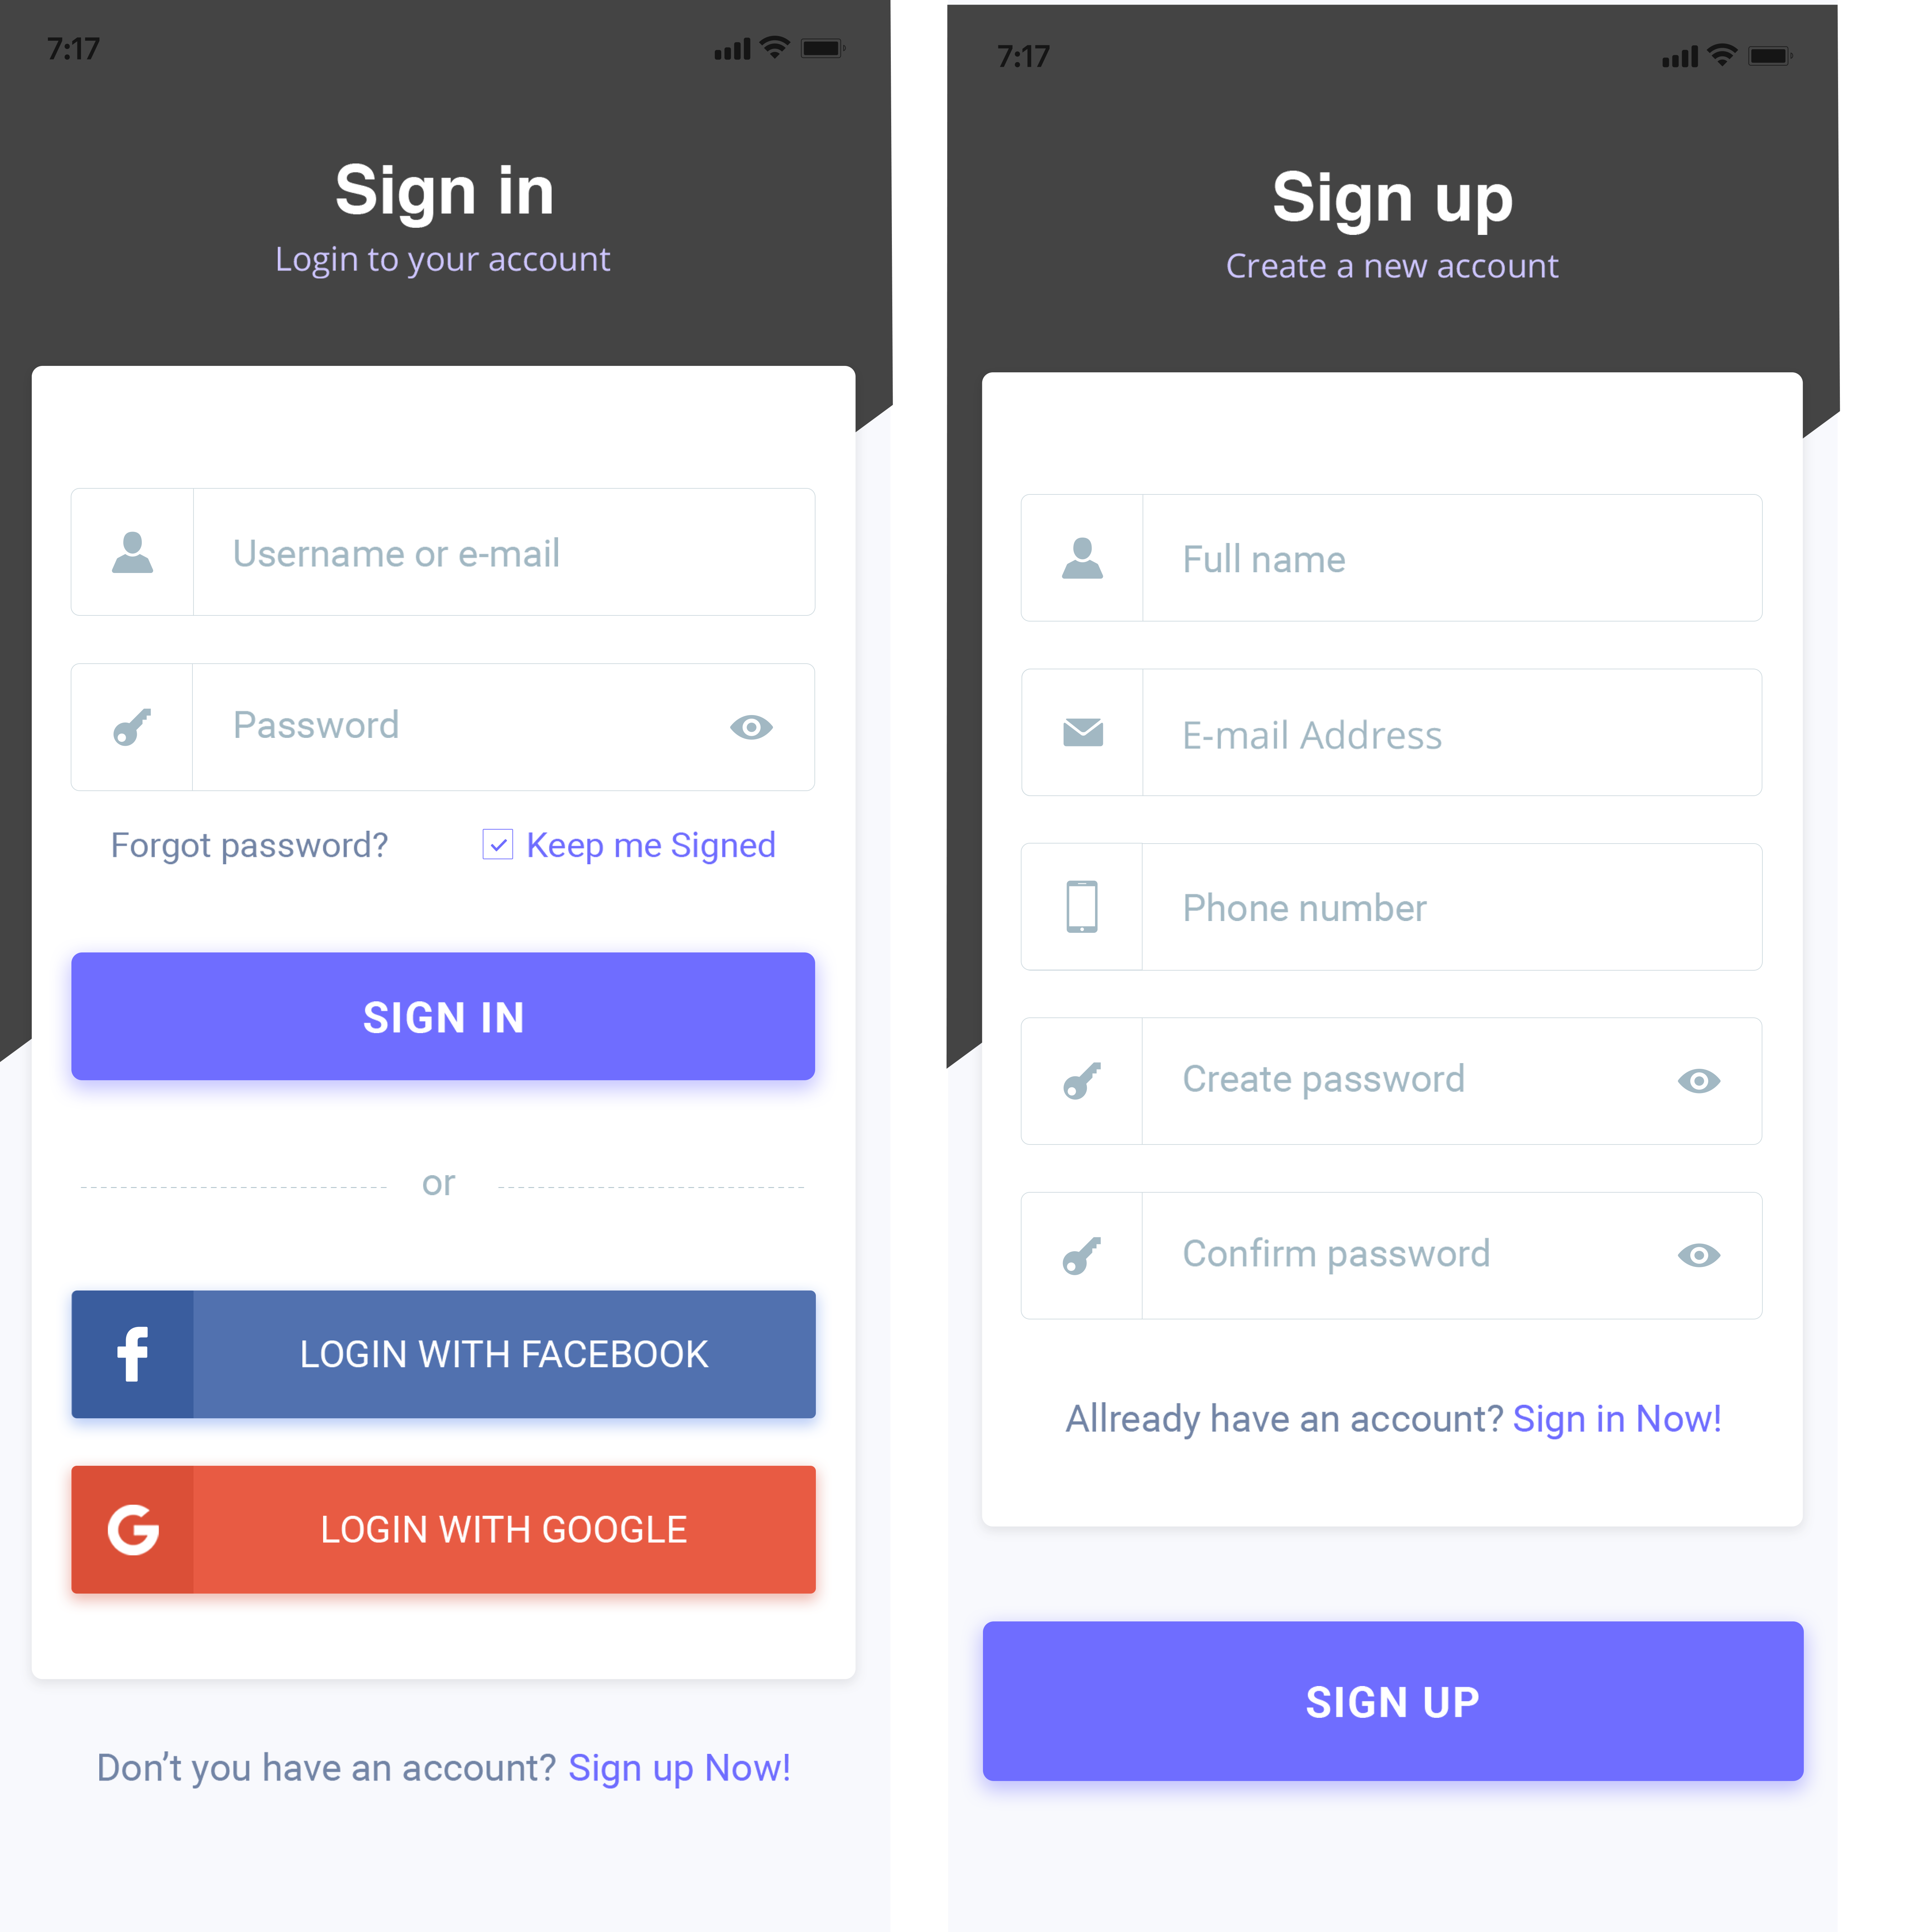 7:17
Sign in
Login to your account
Username or e-mail
Password
Forgot password?
Keep me Signed
SIGN IN
or
f
LOGIN WITH FACEBOOK
G
LOGIN WITH GOOGLE
Don’t you have an account? Sign up Now!
7:17
Sign up
Create a new account
Full name
E-mail Address
Phone number
Create password
Confirm password
Allready have an account? Sign in Now!
SIGN UP